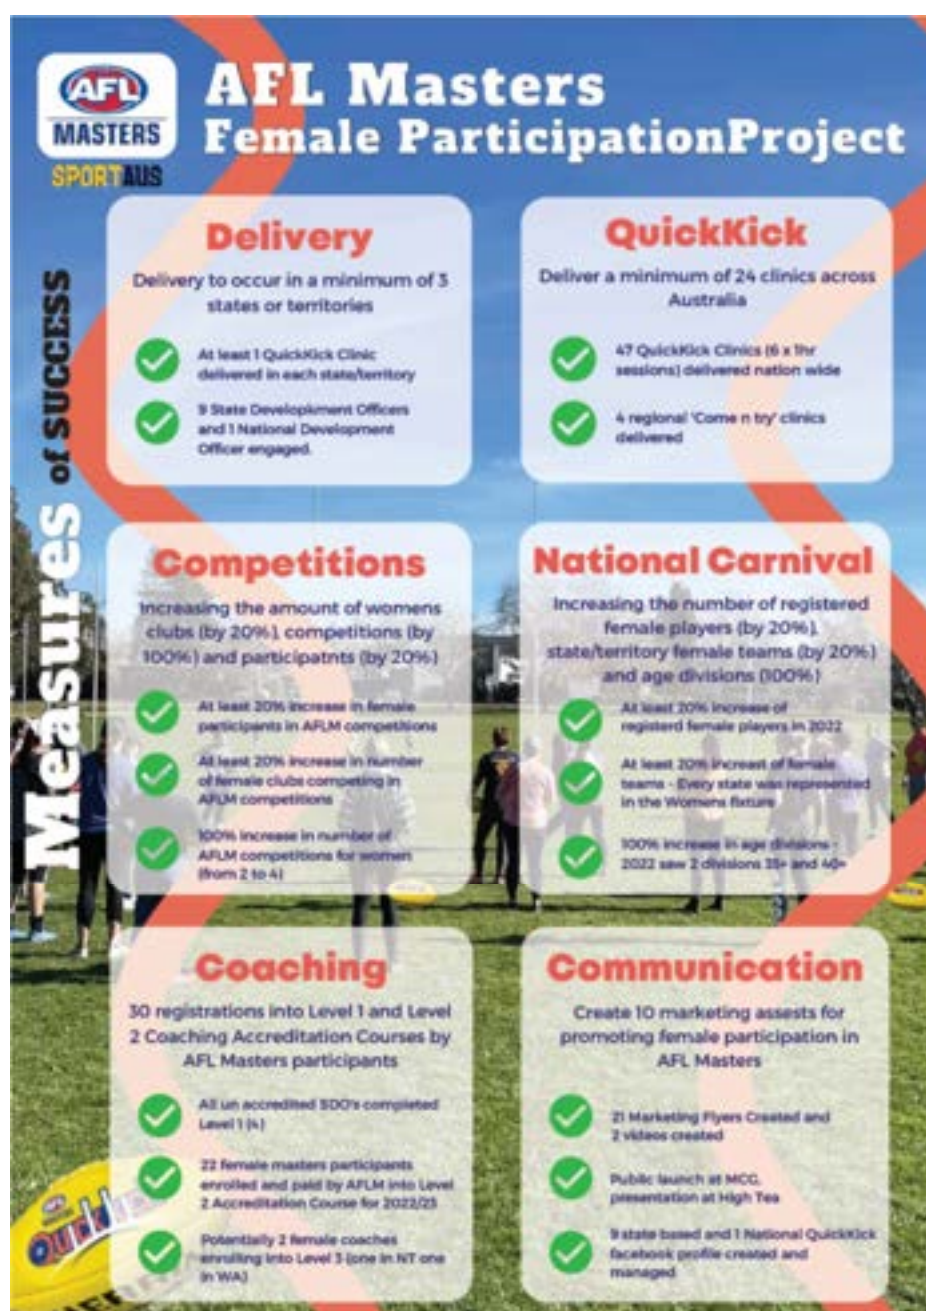 AFL
MASTERS
SPORTAUS
AFL Masters
Female ParticipationProject
Measures of SUCCESS
Delivery
Delivery to occur in a minimum of 3
states or territories
At least 1 QuickKick Clinic
delivered in each state/territory
9 State Developkment Officers
and 1 National Development
Officer engaged.
QuickKick
Deliver a minimum of 24 clinics across
Australia
47 QuickKick Clinics (6 x 1hr
sessions) delivered nation wide
4 regional 'Come n try' clinics
delivered
Competitions
Increasing the amount of womens
clubs (by 20%), competitions (by
100%) and participatnts (by 20%)
At least 20% increase in female
participants in AFLM competitions
At least 20% increase in number
of female clubs competing in
AFLM competitions
100% increase in number of
AFLM competitions for women
(from 2 to 4)
National Carnival
Increasing the number of registered
female players (by 20%),
state/territory female teams (by 20%)
and age divisions (100%)
At least 20% increase of
registerd female players in 2022
At least 20% increast of female
teams - Every state was represented
in the Womens fixture
100% increase in age divisions -
2022 saw 2 divisions 35+ and 40+
Coaching
30 registrations into Level 1 and Level
2 Coaching Accreditation Courses by
AFL Masters participants
All un accredited SDO's completed
Level 1 (4)
22 female masters participants
enrolled and paid by AFLM into Level
2 Accreditation Course for 2022/23
Potentially 2 female coaches
enrolling into Level 3 (one in NT one
in WA)
Communication
Create 10 marketing assests for
promoting female participation in
AFL Masters
21 Marketing Flyers Created and
2 videos created
Public launch at MCG,
presentation at High Tea
9 state based and 1 National QuickKick
facebook profile created and
managed